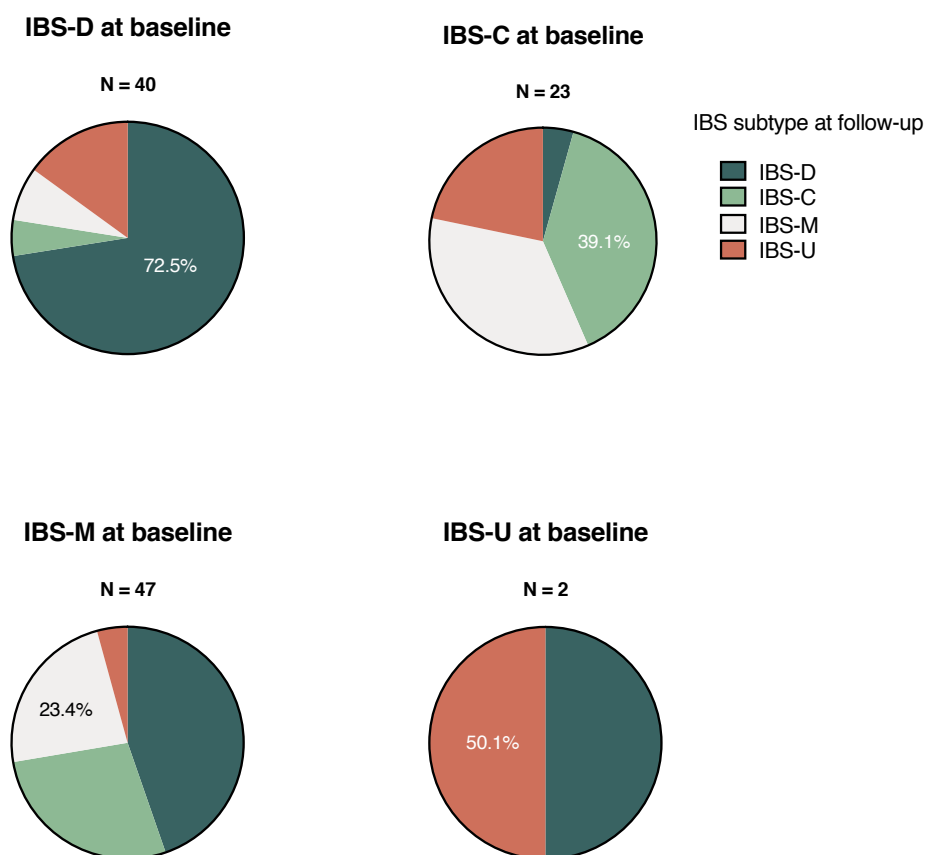 IBS-D at baseline
N = 40
72.5%
IBS-C at baseline
N = 23
39.1%
IBS subtype at follow-up
IBS-D
IBS-C
IBS-M
IBS-U
IBS-M at baseline
N = 47
23.4%
IBS-U at baseline
N = 2
50.1%